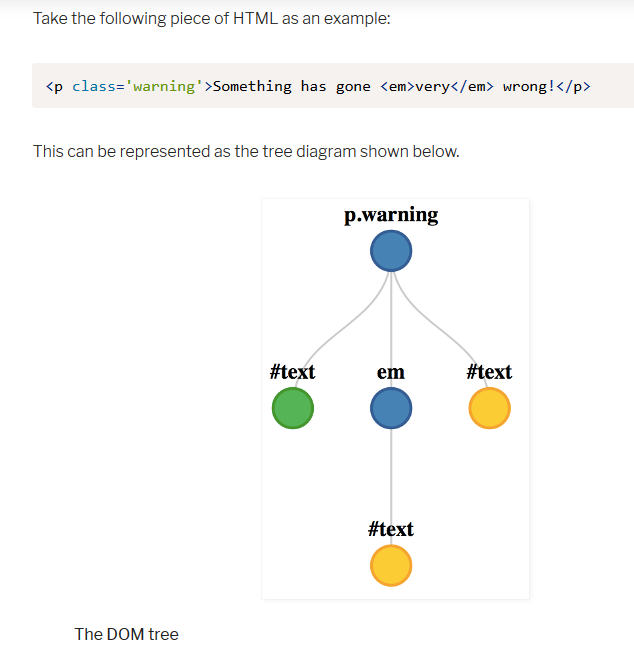 Take the following piece of HTML as an example:
<p class='warning'>Something has gone <em>very</em> wrong!</p>
This can be represented as the tree diagram shown below.
p.warning
#text em #text
#text
The DOM tree